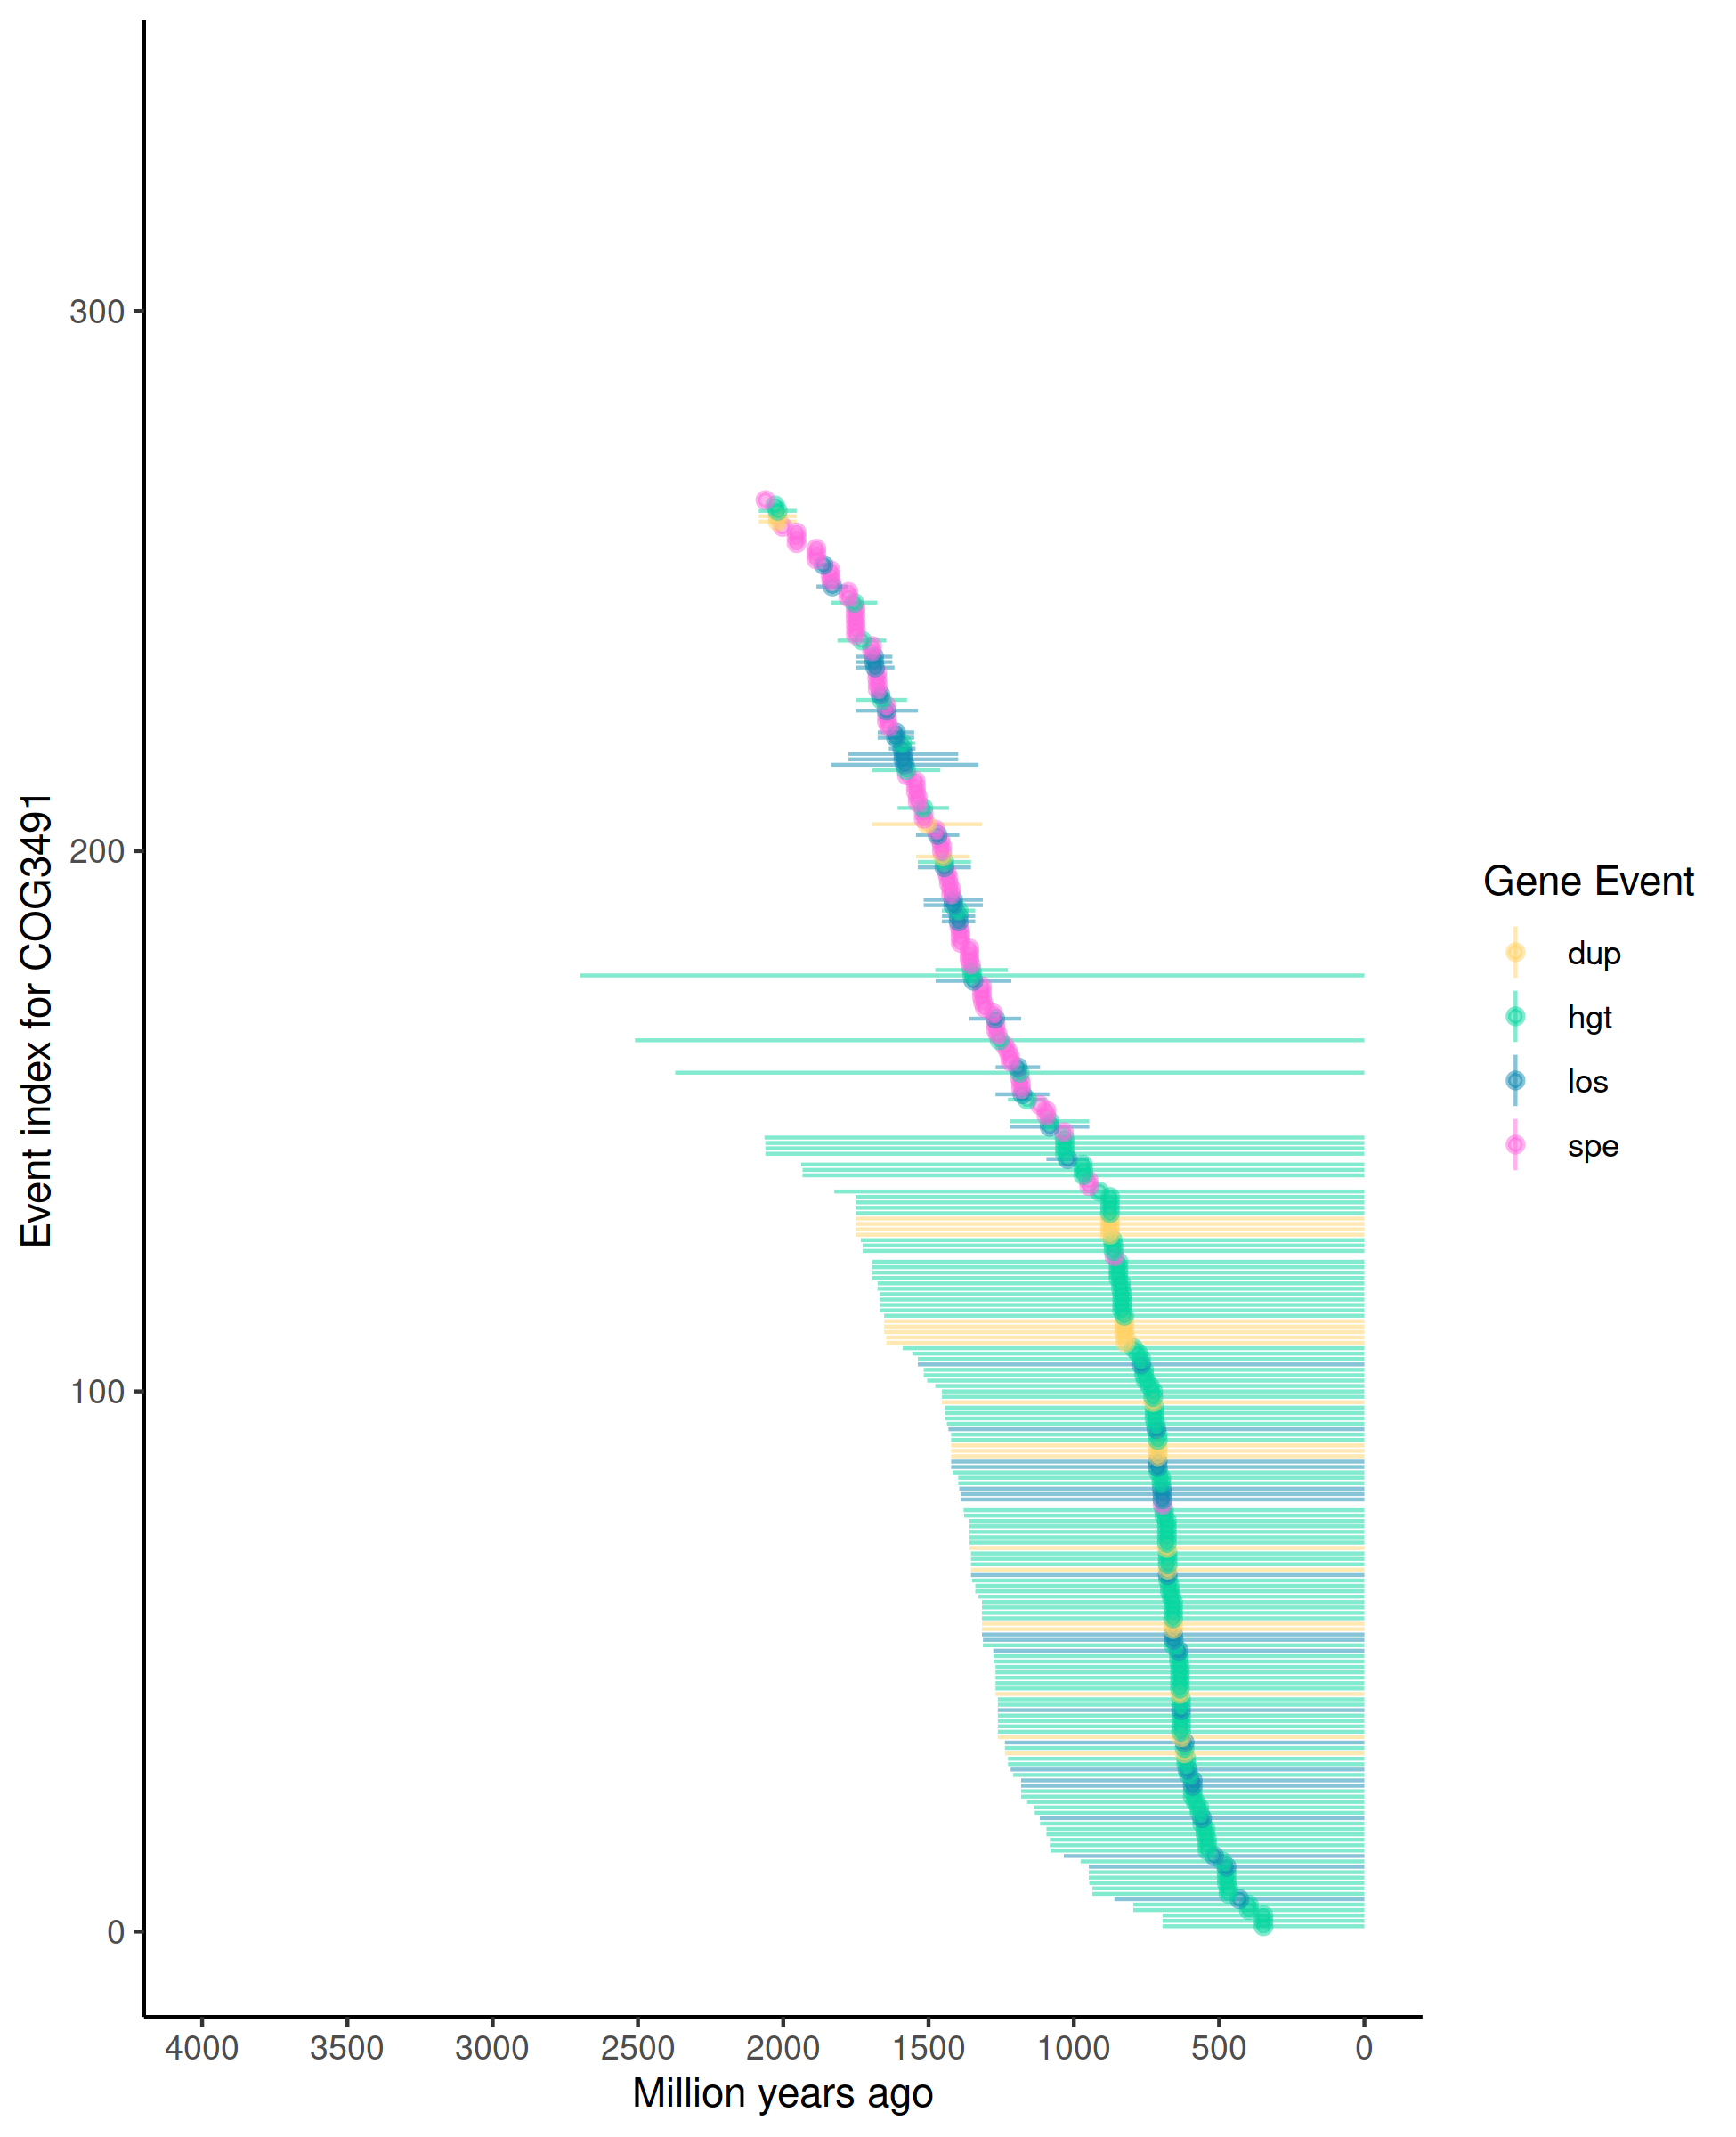 Event index for COG3491
300
200
100
0
4000 3500 3000 2500 2000 1500 1000 500 0
Million years ago
Gene Event
dup
hgt
los
spe